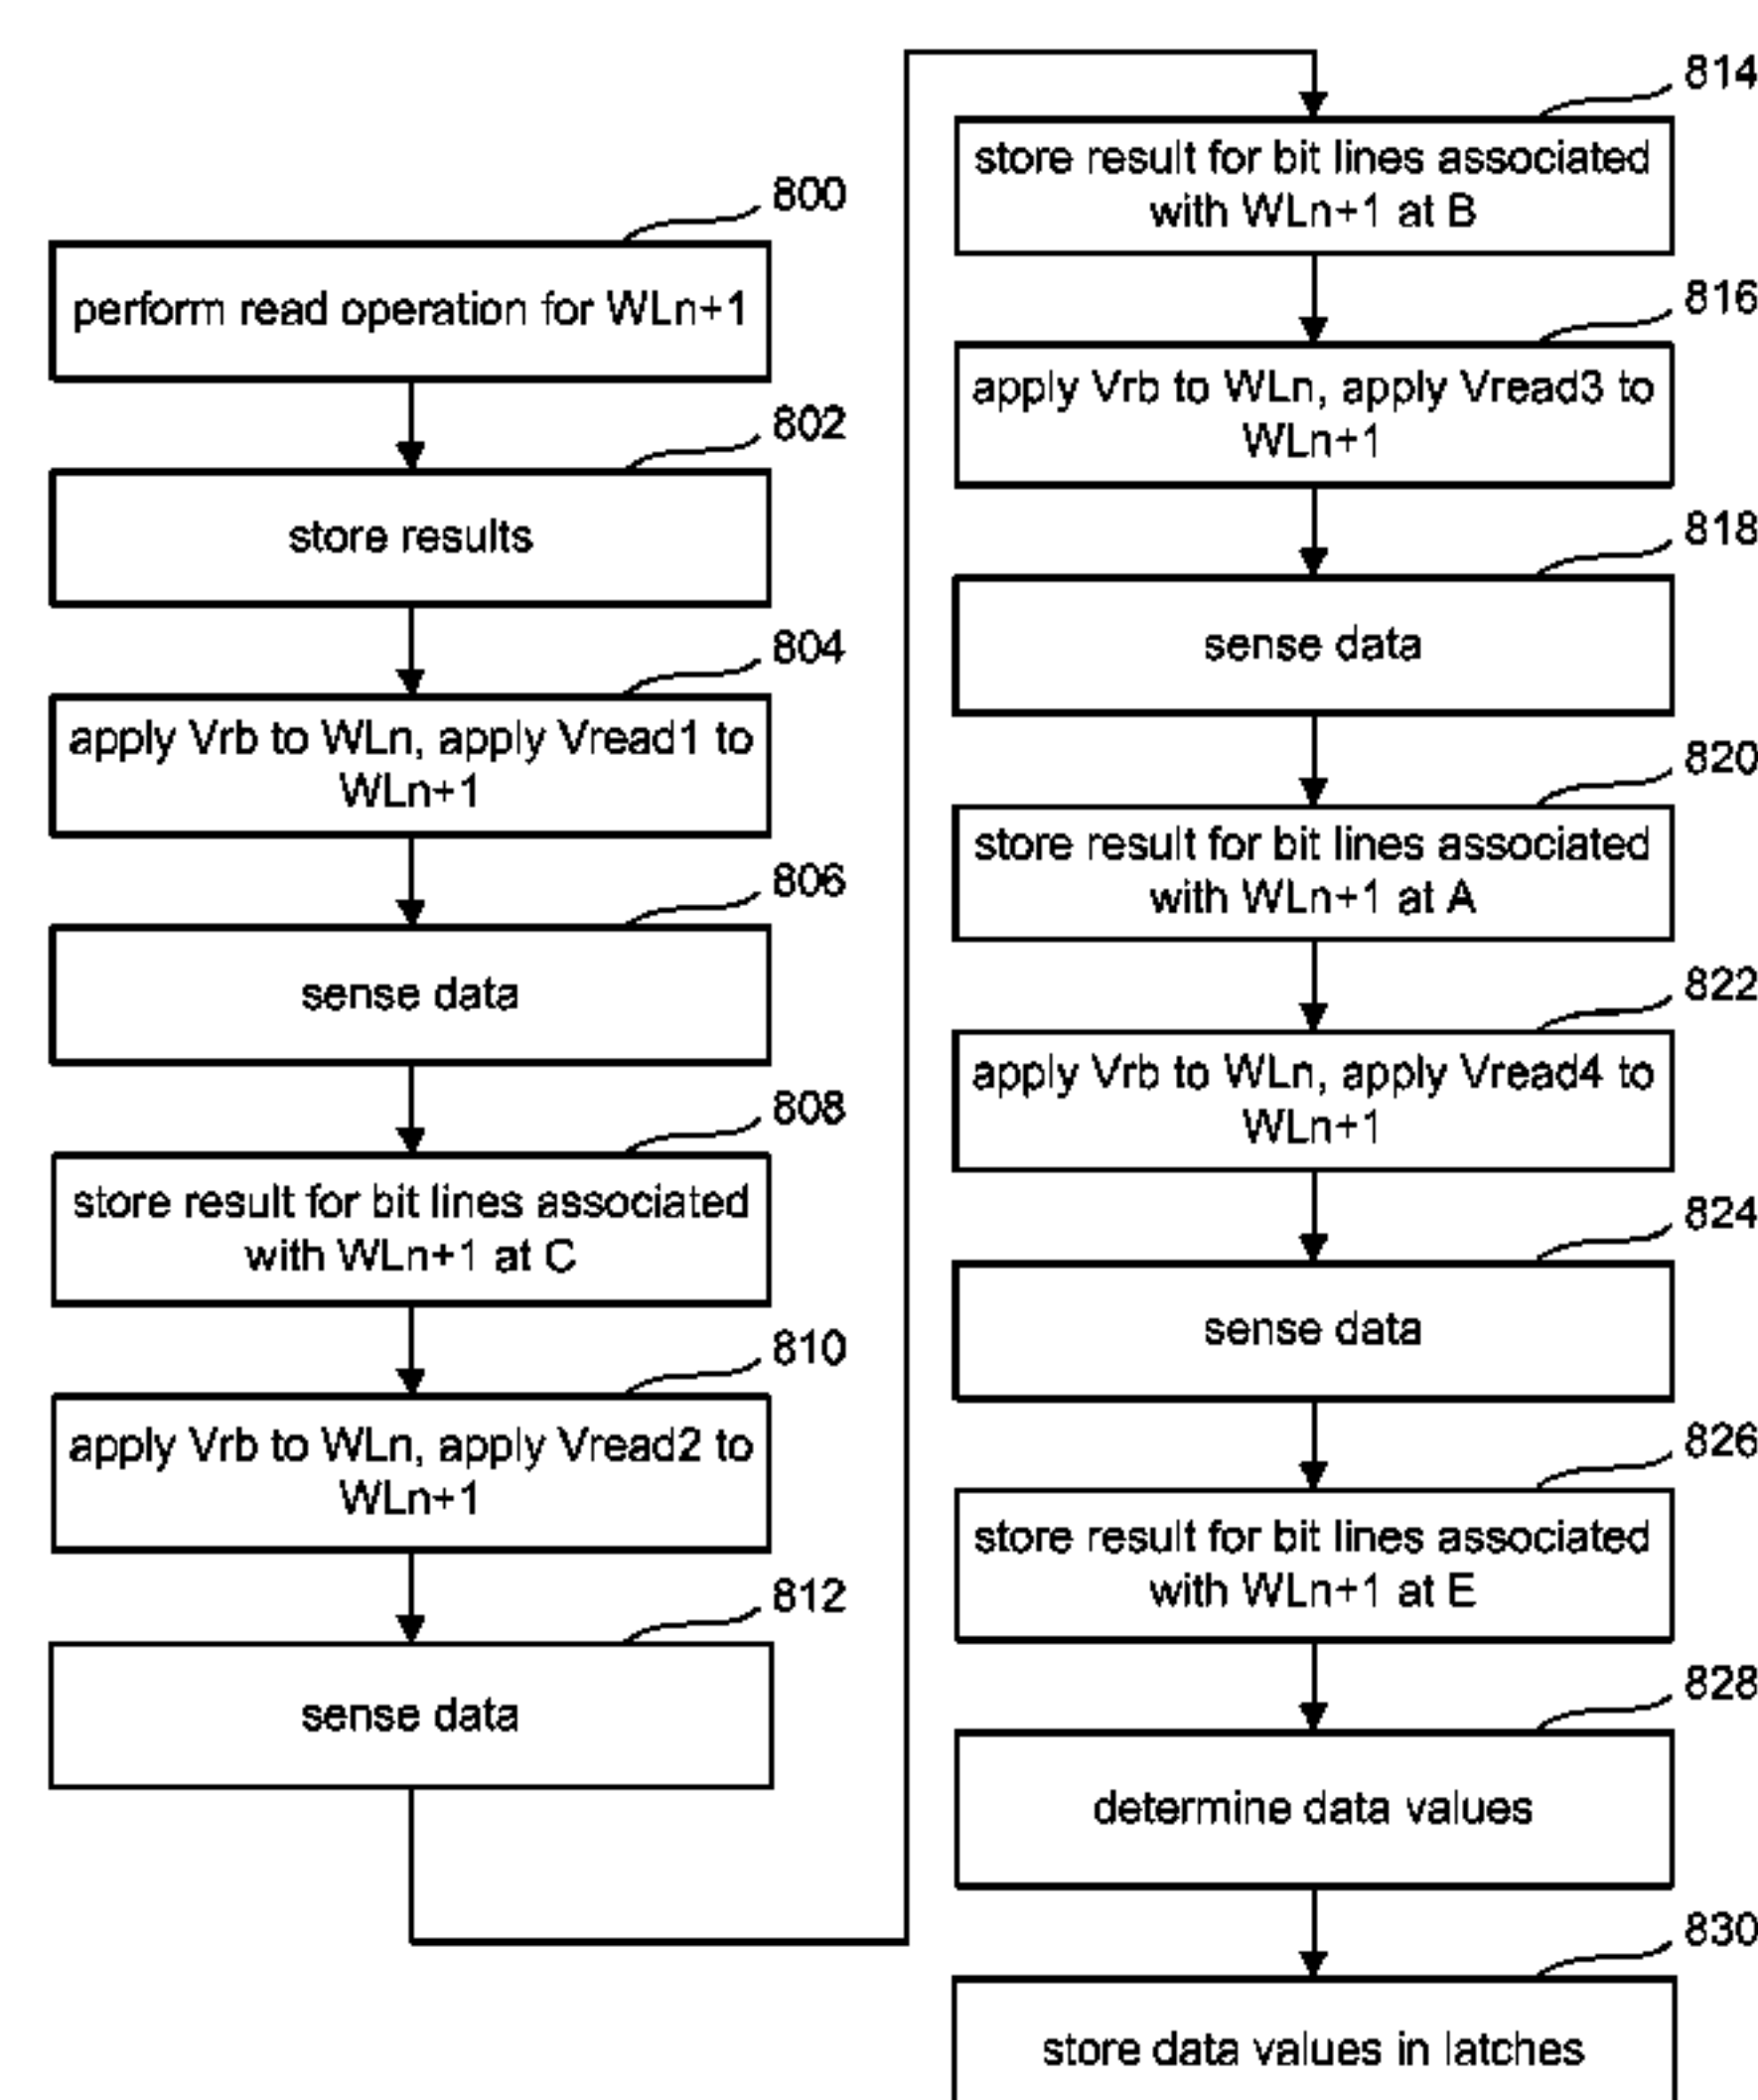 800
perform read operation for WLn+1
802
store results
804
apply Vrb to WLn, apply Vread1 to
WLn+1
806
sense data
808
store result for bit lines associated
with WLn+1 at C
810
apply Vrb to WLn, apply Vread2 to
WLn+1
812
sense data
814
store result for bit lines associated
with WLn+1 at B
816
apply Vrb to WLn, apply Vread3 to
WLn+1
818
sense data
820
store result for bit lines associated
with WLn+1 at A
822
apply Vrb to WLn, apply Vread4 to
WLn+1
824
sense data
826
store result for bit lines associated
with WLn+1 at E
828
determine data values
830
store data values in latches